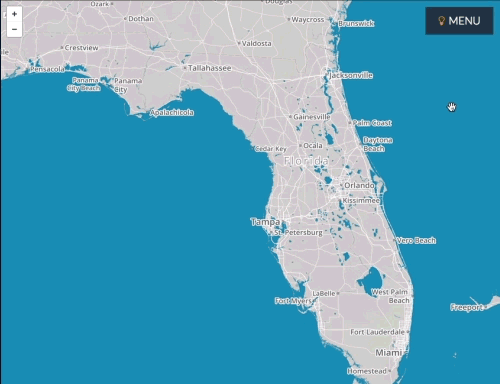 Ozark
Douglas
Dothan
Waycross
Brunswick
MENU
+
−
Crestview
Valdosta
Pensacola
Tallahassee
Jacksonville
Panama
City Beach
Panama
City
Apalachicola
Gainesville
Palm Coast
Cedar Key
Ocala
Daytona
Beach
Florida
Orlando
Kissimmee
Tampa
St. Petersburg
Vero Beach
LaBelle
West Palm
Beach
Fort Myers
Freeport
Fort Lauderdale
Miami
Homestead